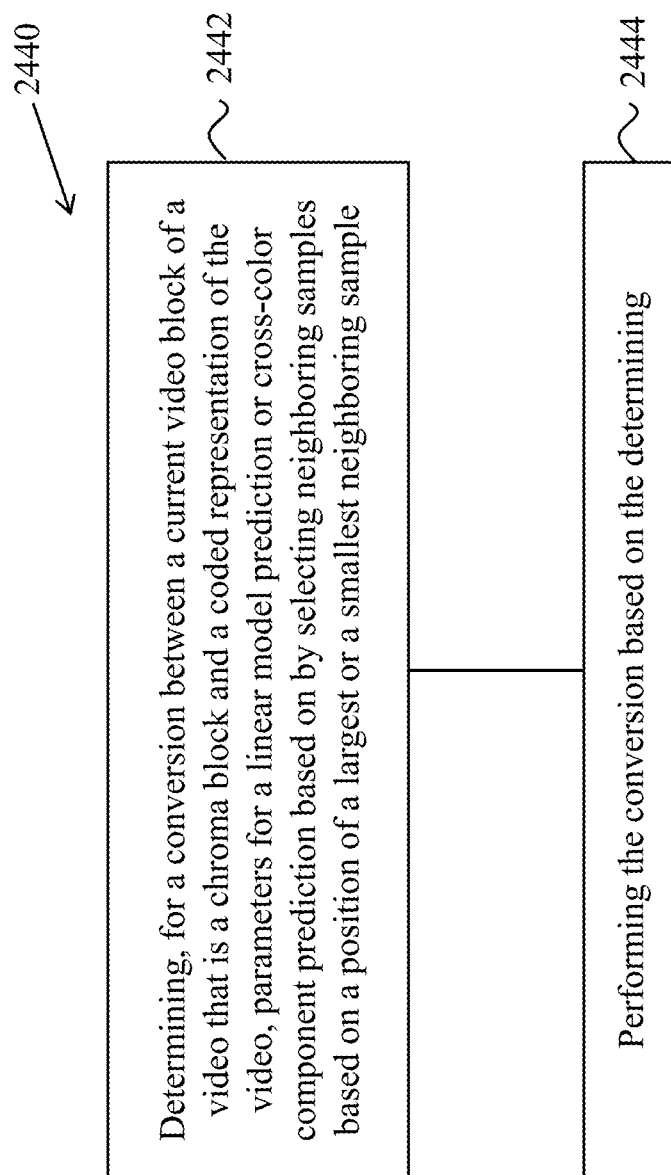 2440
2442
Determining, for a conversion between a current video block of a
video that is a chroma block and a coded representation of the
video, parameters for a linear model prediction or cross-color
component prediction based on by selecting neighboring samples
based on a position of a largest or a smallest neighboring sample
2444
Performing the conversion based on the determining